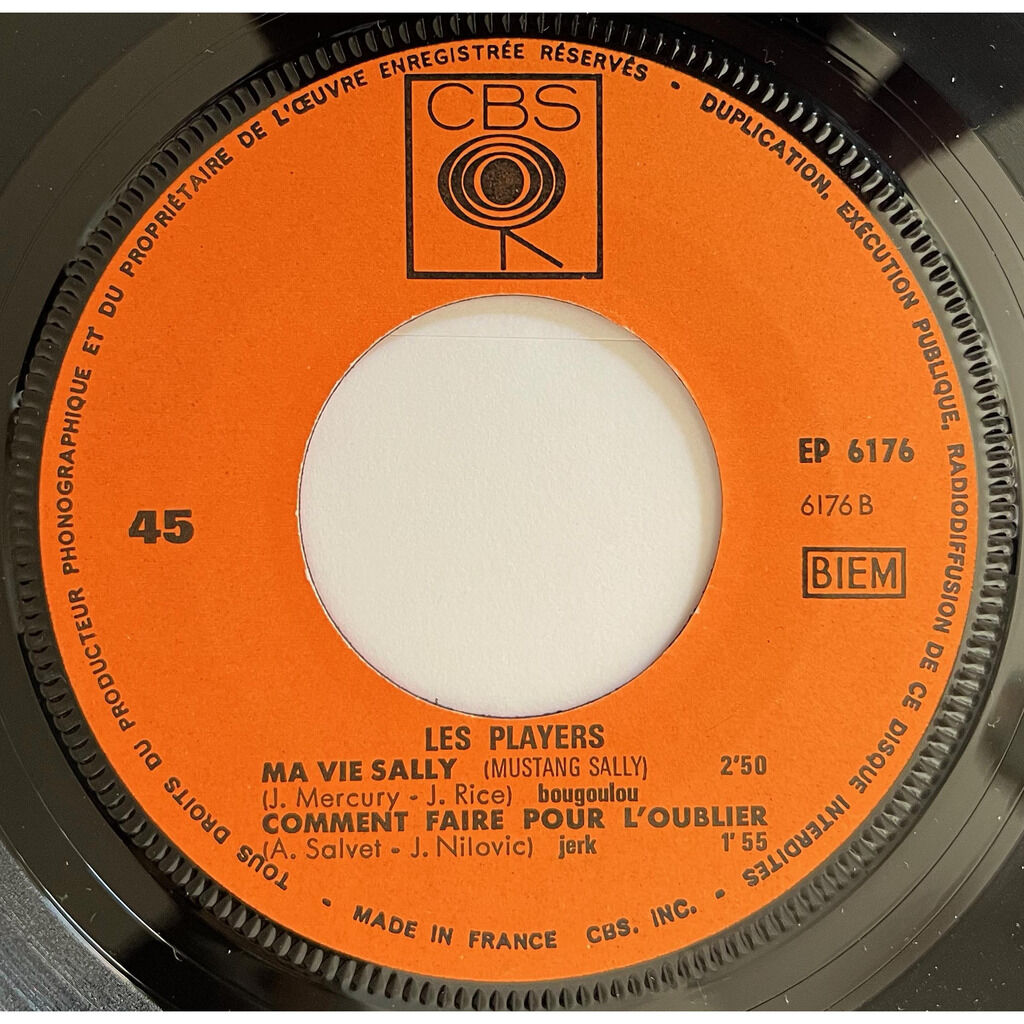 TOUS DROITS DU PRODUCTEUR PHONOGRAPHIQUE ET DU PROPRIÉTAIRE DE L'ŒUVRE ENREGISTRÉE RÉSERVÉS · DUPLICATION, EXÉCUTION PUBLIQUE, RADIODIFFUSION DE CE DISQUE INTERDITES
CBS
EP 6176
6176 B
45
BIEM
LES PLAYERS
MA VIE SALLY (MUSTANG SALLY) 2'50
(J. Mercury - J. Rice) bougoulou
COMMENT FAIRE POUR L'OUBLIER
(A. Salvet - J. Nilovic) jerk 1'55
· MADE IN FRANCE CBS. INC. ·